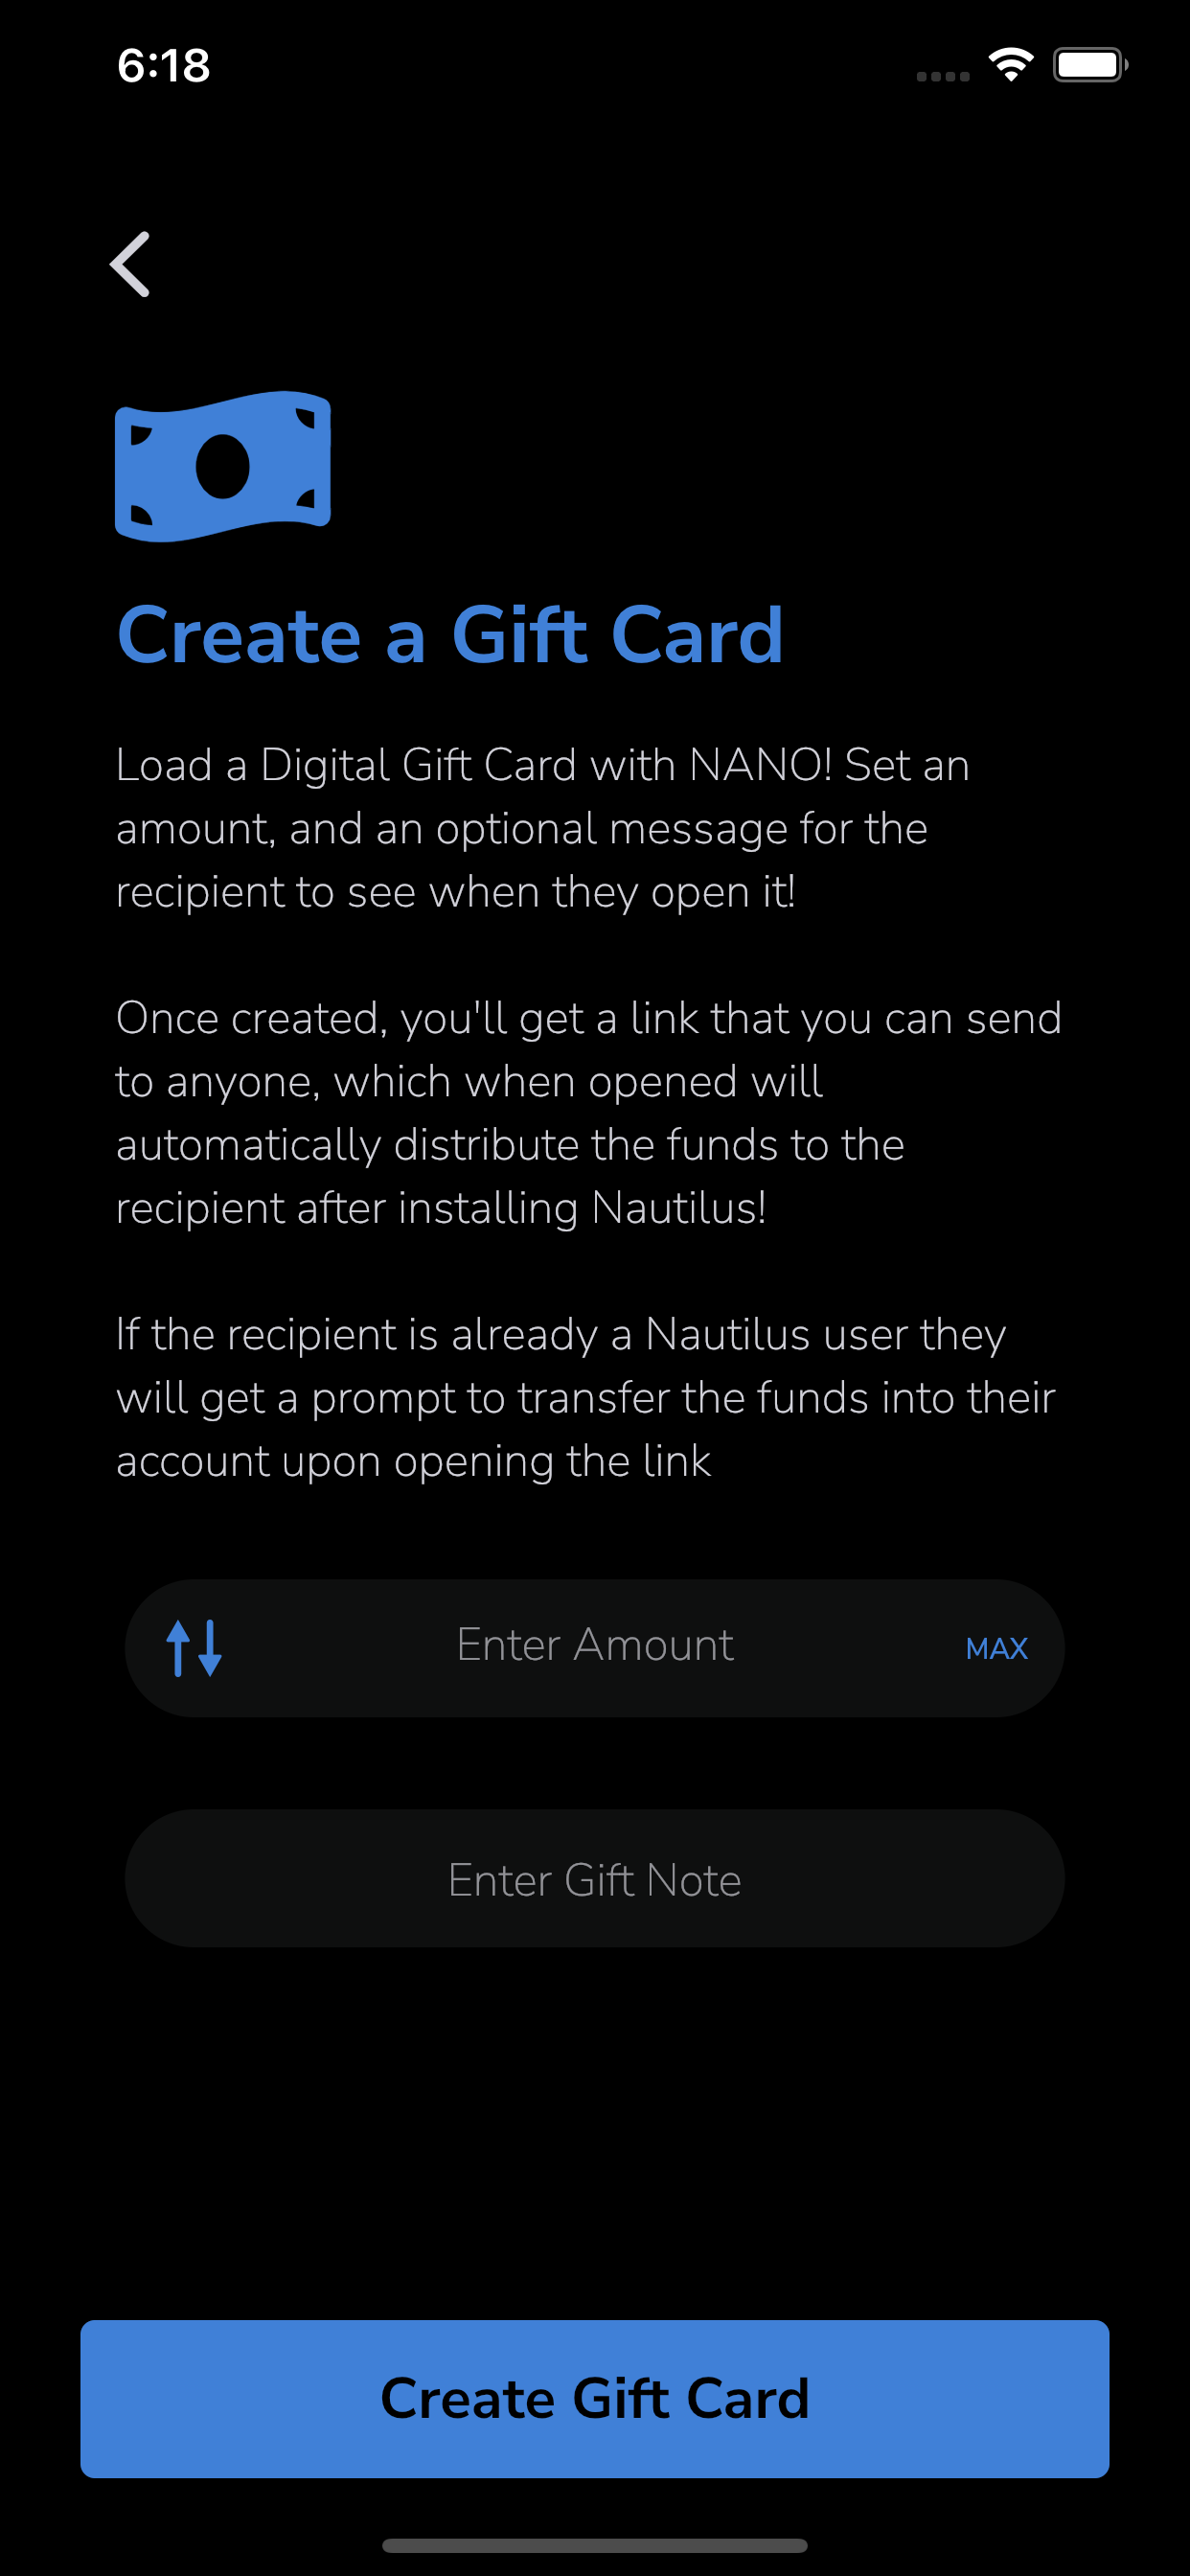 6:18
Create a Gift Card
Load a Digital Gift Card with NANO! Set an
amount, and an optional message for the
recipient to see when they open it!
Once created, you'll get a link that you can send
to anyone, which when opened will
automatically distribute the funds to the
recipient after installing Nautilus!
If the recipient is already a Nautilus user they
will get a prompt to transfer the funds into their
account upon opening the link
Enter Amount MAX
Enter Gift Note
Create Gift Card